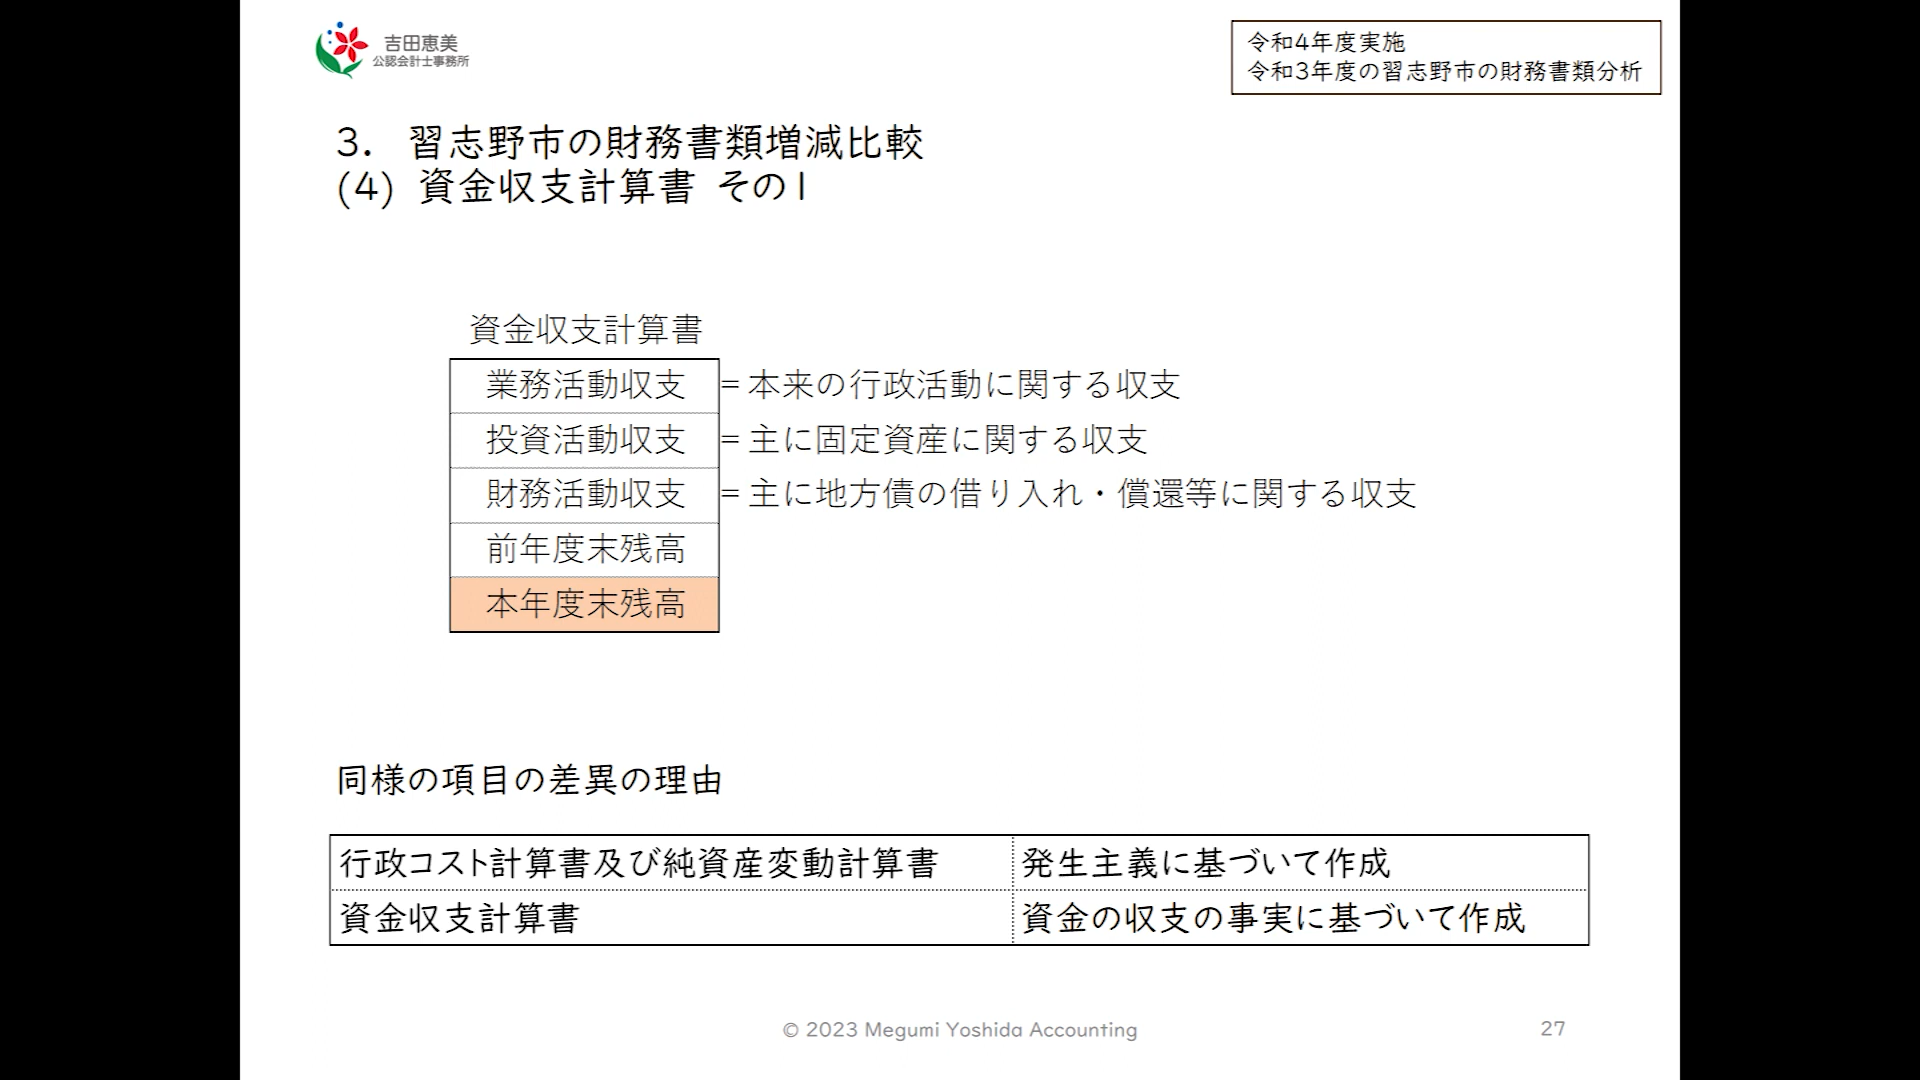 吉田恵美
公認会計士事務所
令和4年度実施
令和3年度の習志野市の財務書類分析
3. 習志野市の財務書類増減比較
(4) 資金収支計算書 その1
資金収支計算書
業務活動収支 = 本来の行政活動に関する収支
投資活動収支 = 主に固定資産に関する収支
財務活動収支 = 主に地方債の借り入れ・償還等に関する収支
前年度末残高
本年度末残高
同様の項目の差異の理由
行政コスト計算書及び純資産変動計算書 発生主義に基づいて作成
資金収支計算書 資金の収支の事実に基づいて作成
© 2023 Megumi Yoshida Accounting
27